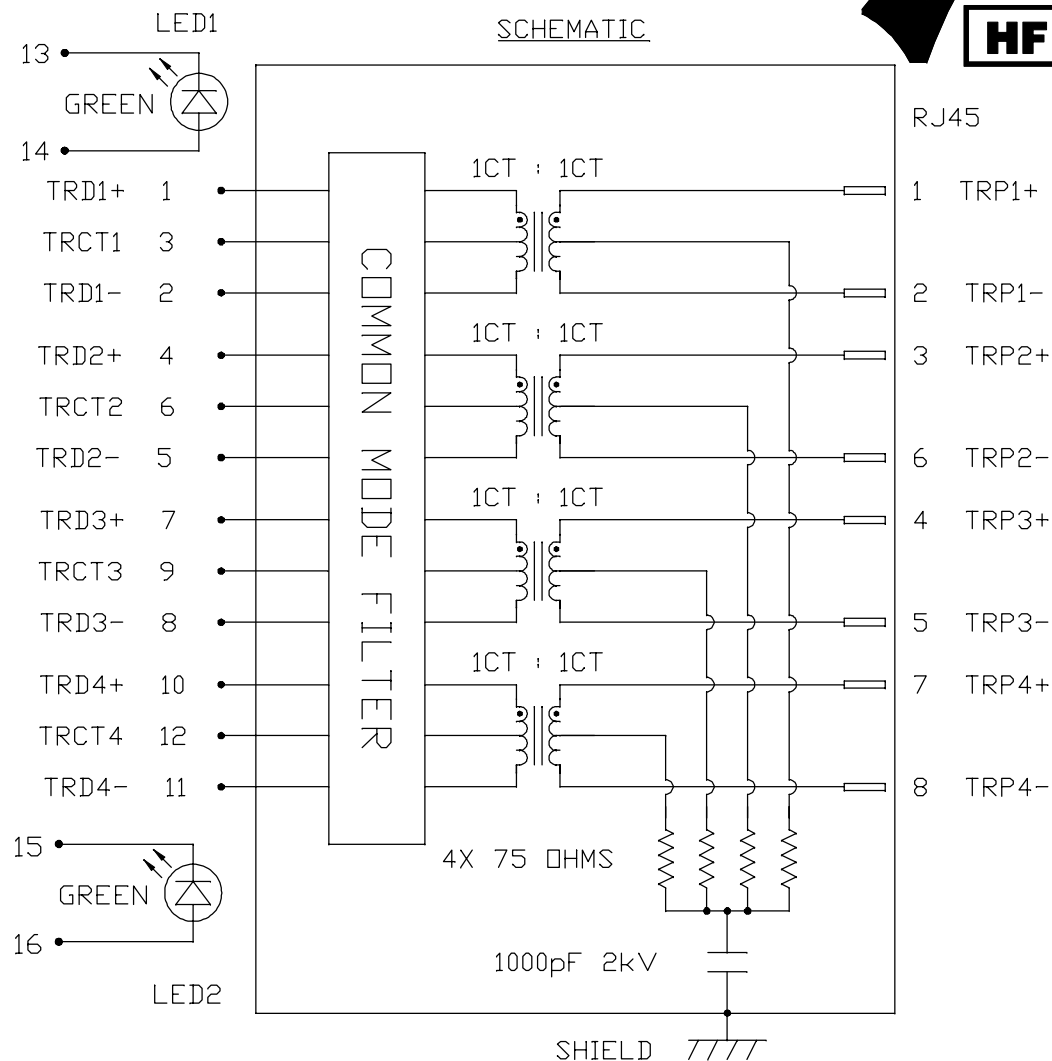 LED1
SCHEMATIC
HF
13
GREEN
14
RJ45
1CT : 1CT
TRD1+ 1
1 TRP1+
TRCT1 3
TRD1- 2
2 TRP1-
1CT : 1CT
TRD2+ 4
3 TRP2+
TRCT2 6
TRD2- 5
6 TRP2-
1CT : 1CT
TRD3+ 7
4 TRP3+
TRCT3 9
TRD3- 8
5 TRP3-
1CT : 1CT
TRD4+ 10
7 TRP4+
TRCT4 12
TRD4- 11
8 TRP4-
COMMON MODE FILTER
15
GREEN
16
LED2
4X 75 OHMS
1000pF 2kV
SHIELD